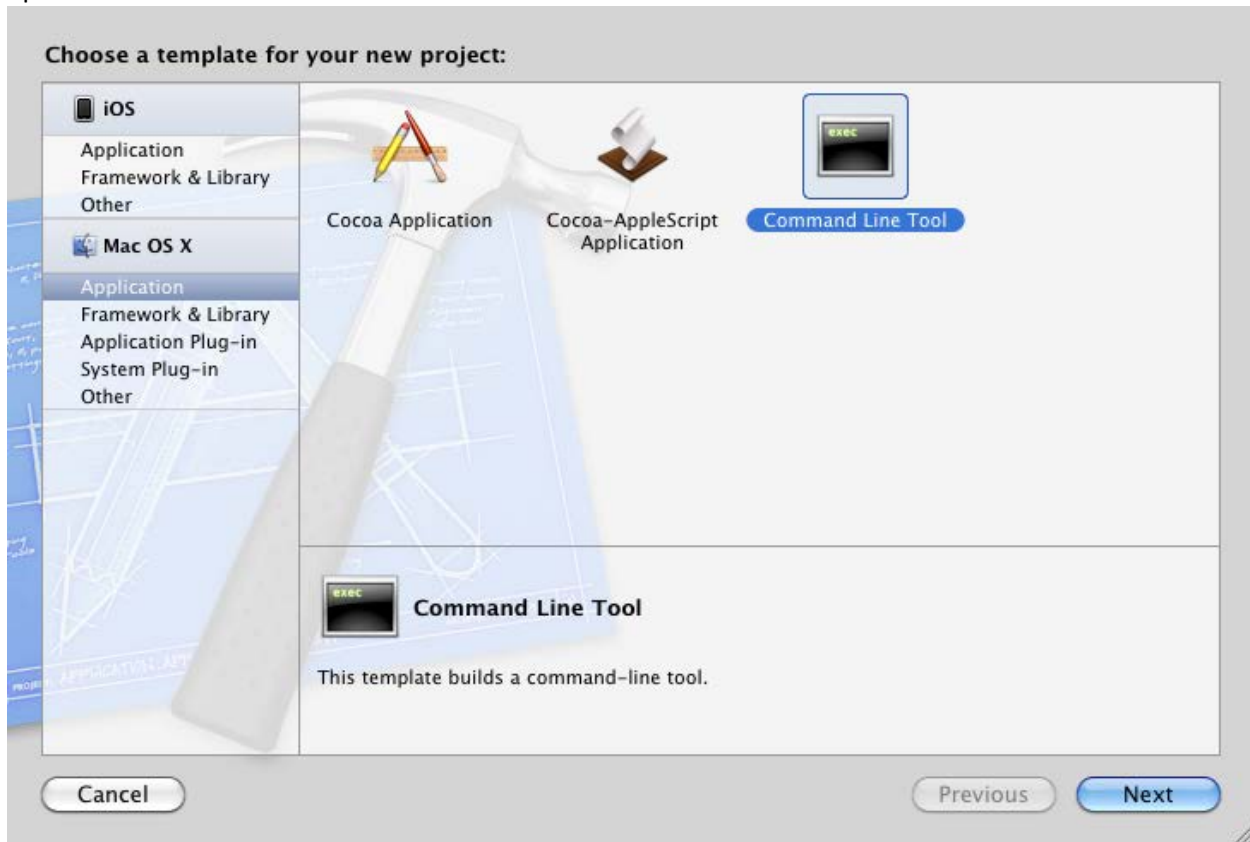 Choose a template for your new project:
iOS
Application
Framework & Library
Other
Mac OS X
Application
Framework & Library
Application Plug-in
System Plug-in
Other
Cocoa Application
Cocoa-AppleScript
Application
exec
Command Line Tool
exec
Command Line Tool
This template builds a command-line tool.
Cancel
Previous
Next